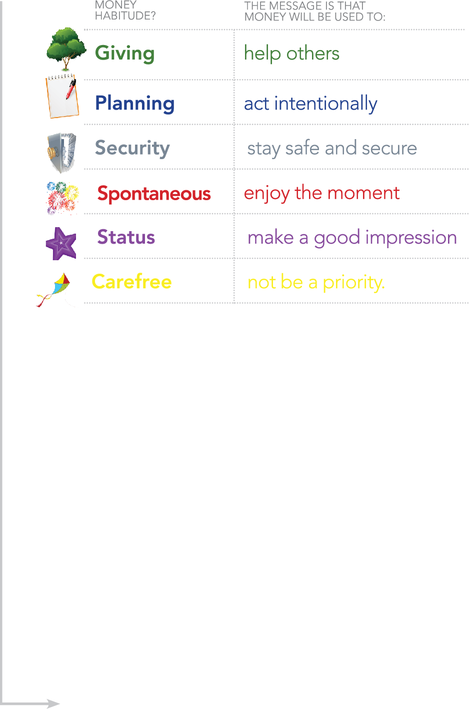 MONEY
HABITUDE?
THE MESSAGE IS THAT
MONEY WILL BE USED TO:
Giving help others
Planning act intentionally
Security stay safe and secure
Spontaneous enjoy the moment
Status make a good impression
Carefree not be a priority.